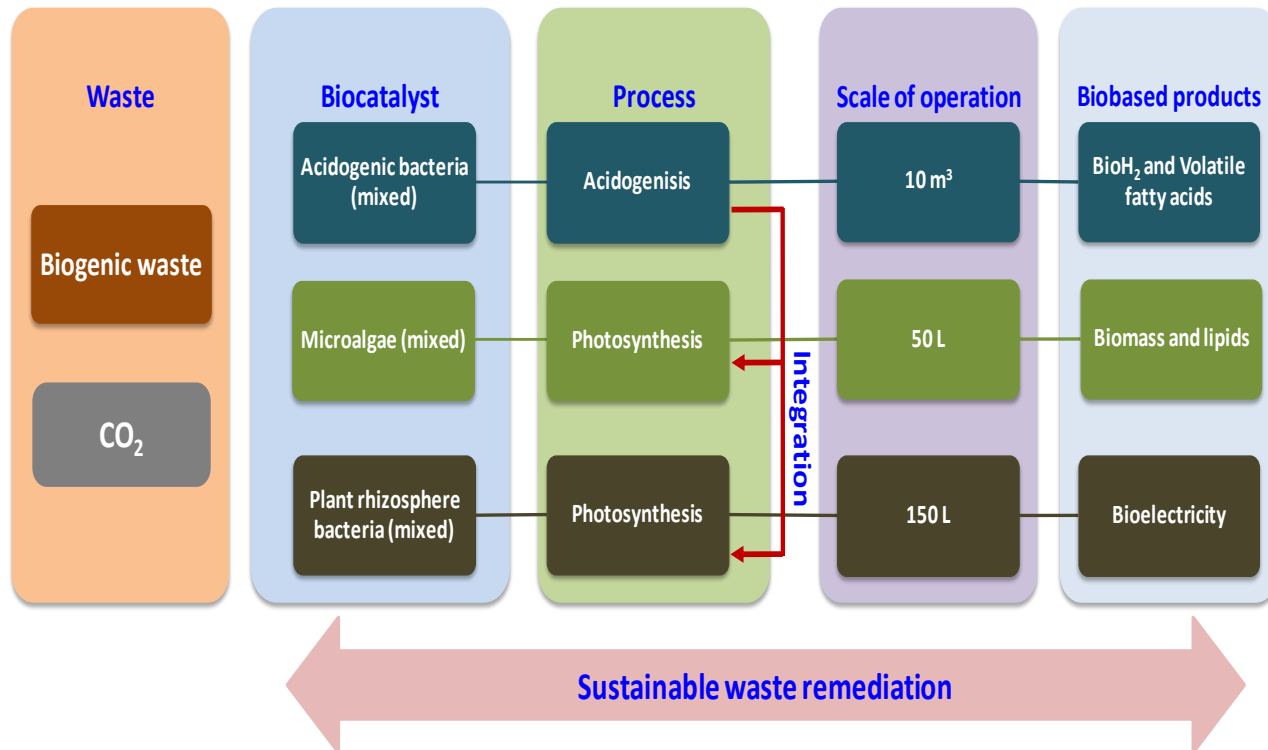 Waste
Biocatalyst
Process
Scale of operation
Biobased products
Biogenic waste
CO₂
Acidogenic bacteria
(mixed)
Acidogenisis
10 m³
BioH₂ and Volatile
fatty acids
Microalgae (mixed)
Photosynthesis
50 L
Biomass and lipids
Integration
Plant rhizosphere
bacteria (mixed)
Photosynthesis
150 L
Bioelectricity
Sustainable waste remediation